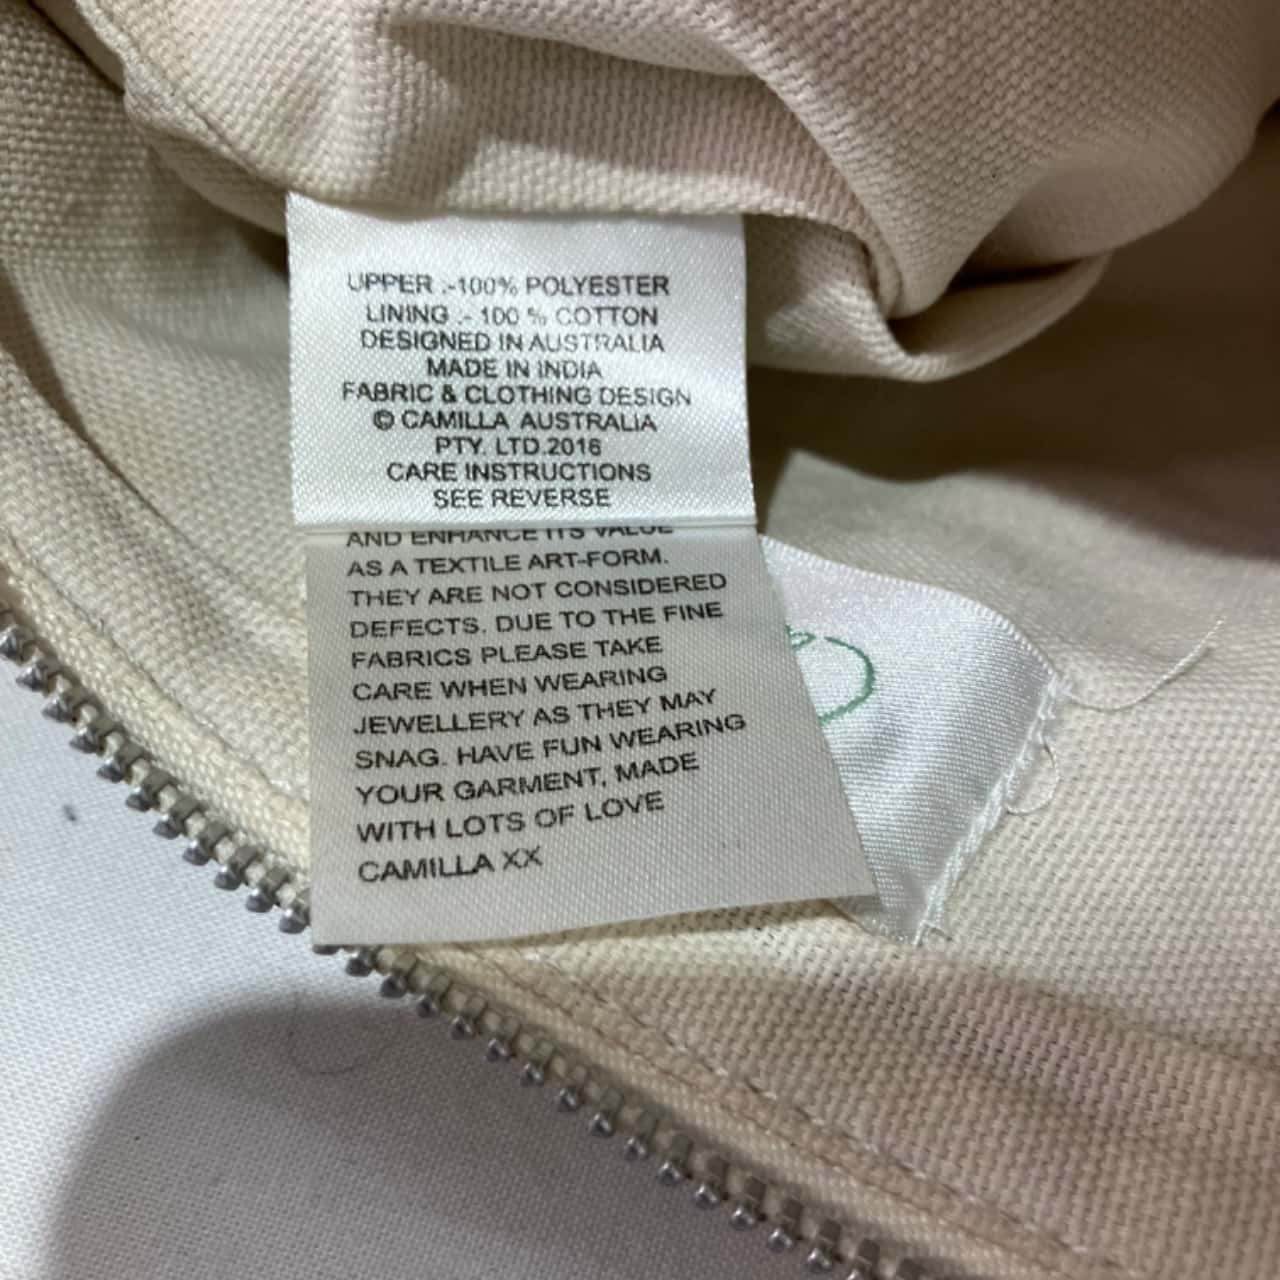 UPPER :-100% POLYESTER
LINING :- 100 % COTTON
DESIGNED IN AUSTRALIA
MADE IN INDIA
FABRIC & CLOTHING DESIGN
© CAMILLA AUSTRALIA
PTY. LTD.2016
CARE INSTRUCTIONS
SEE REVERSE
AND ENHANCE ITS VALUE
AS A TEXTILE ART-FORM.
THEY ARE NOT CONSIDERED
DEFECTS. DUE TO THE FINE
FABRICS PLEASE TAKE
CARE WHEN WEARING
JEWELLERY AS THEY MAY
SNAG. HAVE FUN WEARING
YOUR GARMENT, MADE
WITH LOTS OF LOVE
CAMILLA XX